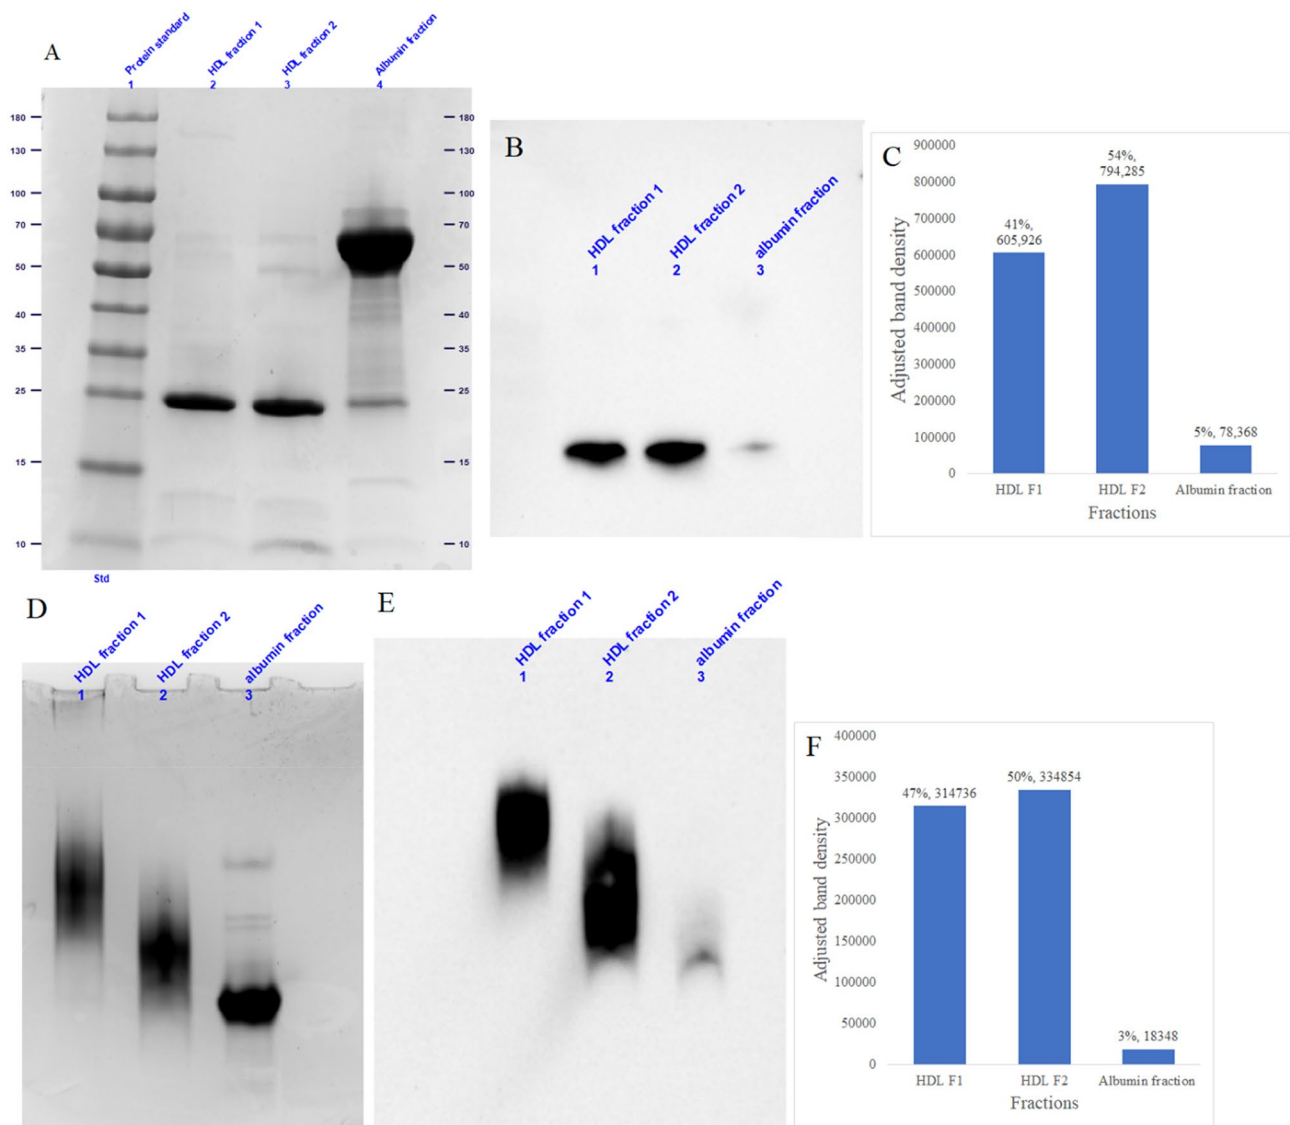 A
Protein standard
HDL fraction 1
HDL fraction 2
Albumin fraction
1
2
3
4
180
130
100
70
50
40
35
25
15
10
180
130
100
70
50
40
35
25
15
10
Std
B
HDL fraction 1
HDL fraction 2
albumin fraction
1
2
3
C
900000
800000
700000
600000
500000
400000
300000
200000
100000
0
Adjusted band density
41%,
605,926
54%,
794,285
5%, 78,368
HDL F1
HDL F2
Albumin fraction
Fractions
D
HDL fraction 1
HDL fraction 2
albumin fraction
1
2
3
E
HDL fraction 1
HDL fraction 2
albumin fraction
1
2
3
F
400000
350000
300000
250000
200000
150000
100000
50000
0
Adjusted band density
47%, 314736
50%, 334854
3%, 18348
HDL F1
HDL F2
Albumin fraction
Fractions